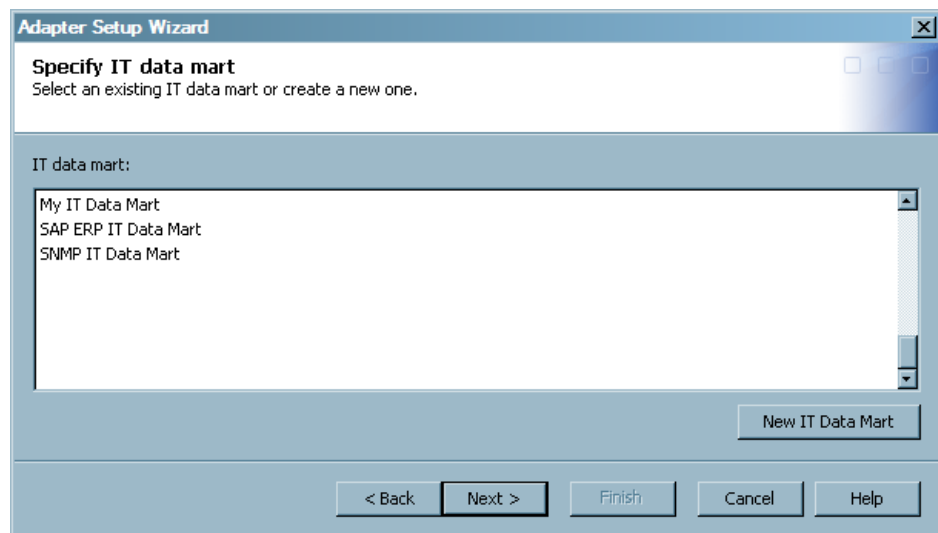 Adapter Setup Wizard
Specify IT data mart
Select an existing IT data mart or create a new one.
IT data mart:
My IT Data Mart
SAP ERP IT Data Mart
SNMP IT Data Mart
New IT Data Mart
< Back Next > Finish Cancel Help